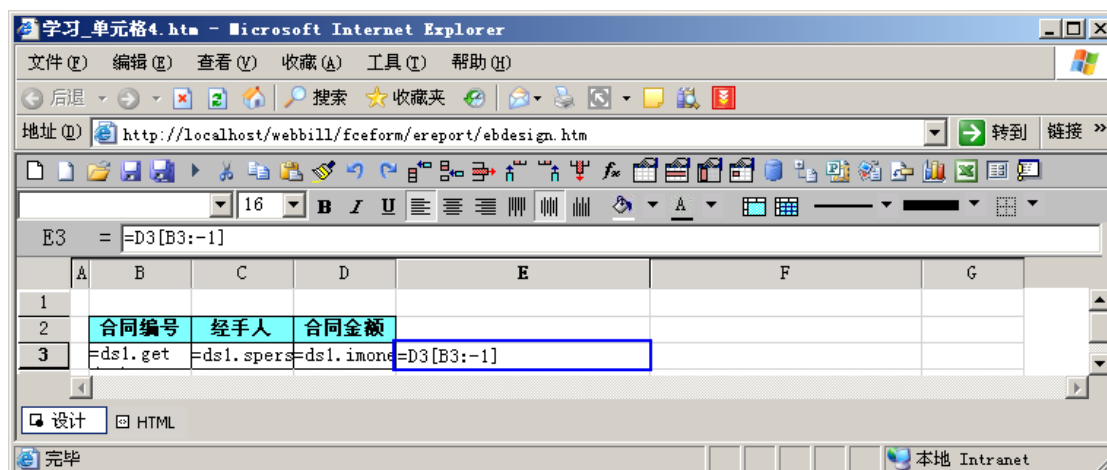 学习_单元格4.htm - Microsoft Internet Explorer
文件(F) 编辑(E) 查看(V) 收藏(A) 工具(T) 帮助(H)
后退 搜索 收藏夹
地址(D) http://localhost/webbill/fceform/ereport/ebdesign.htm 转到 链接 »
16 B I U A
E3 = =D3[B3:-1]
A B C D E F G
1
2 合同编号 经手人 合同金额
3 =ds1.get =ds1.spers =ds1.imone =D3[B3:-1]
设计 HTML
完毕 本地 Intranet